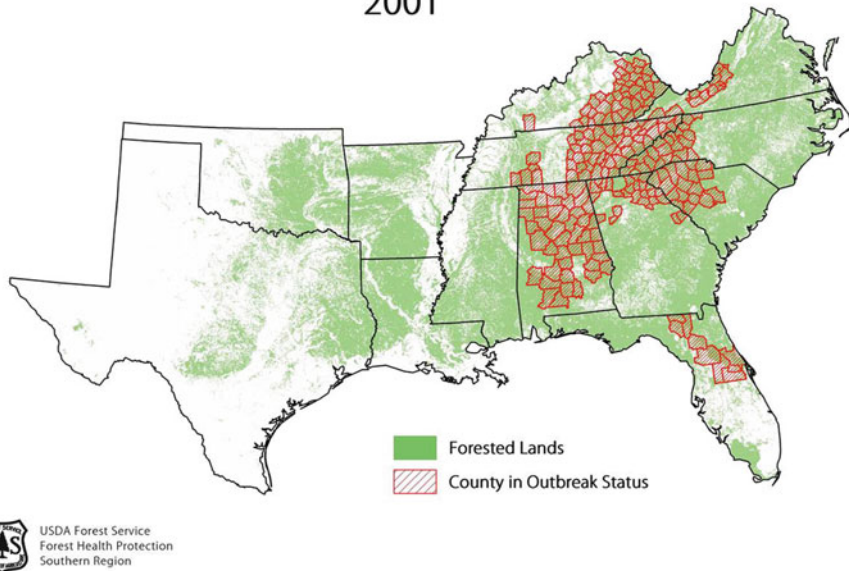 2001
Forested Lands
County in Outbreak Status
USDA Forest Service
Forest Health Protection
Southern Region